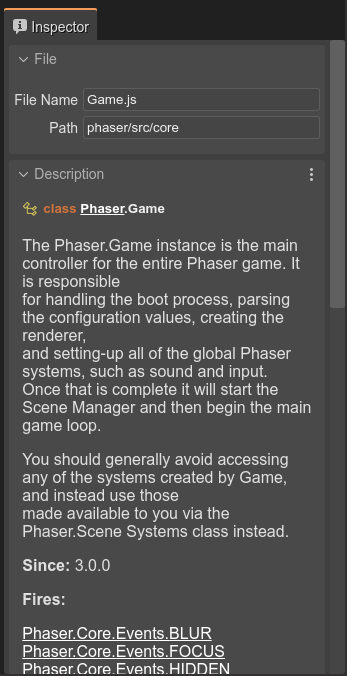 Inspector
File
File Name Game.js
Path phaser/src/core
Description
class Phaser.Game
The Phaser.Game instance is the main
controller for the entire Phaser game. It
is responsible
for handling the boot process, parsing
the configuration values, creating the
renderer,
and setting-up all of the global Phaser
systems, such as sound and input.
Once that is complete it will start the
Scene Manager and then begin the main
game loop.
You should generally avoid accessing
any of the systems created by Game,
and instead use those
made available to you via the
Phaser.Scene Systems class instead.
Since: 3.0.0
Fires:
Phaser.Core.Events.BLUR
Phaser.Core.Events.FOCUS
Phaser.Core.Events.HIDDEN